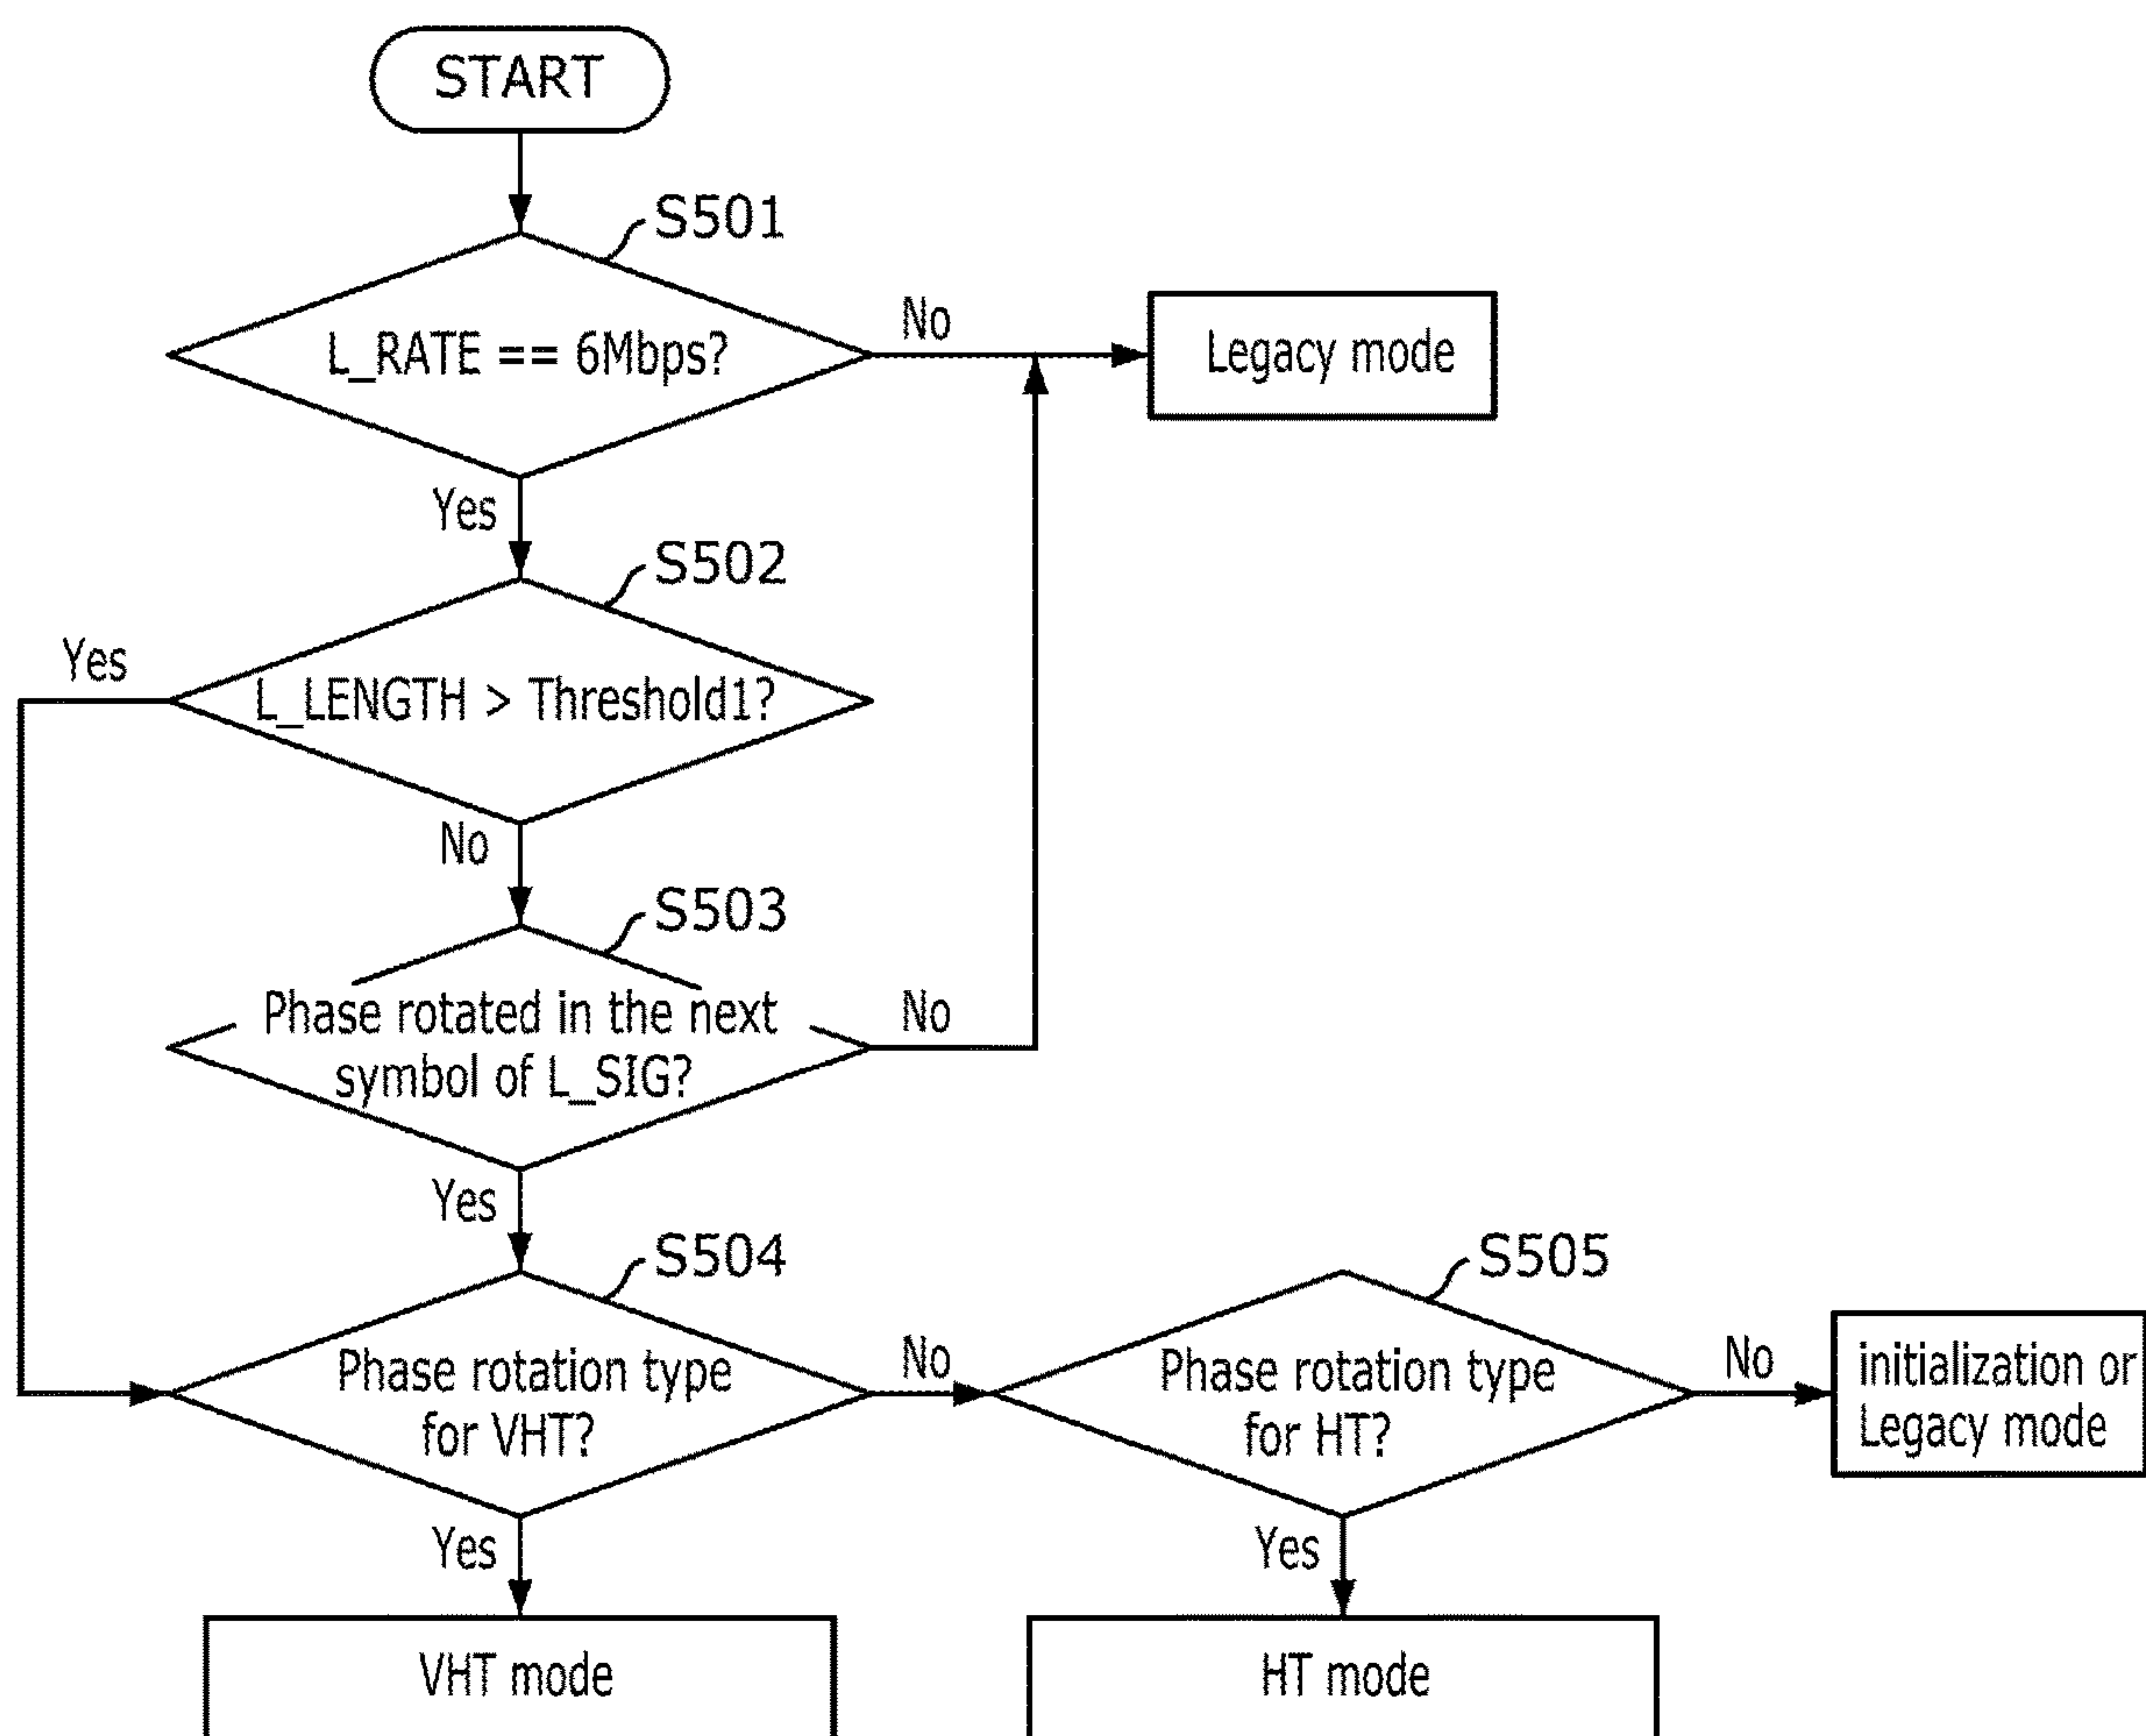 START
S501
L_RATE == 6Mbps?
No
Legacy mode
Yes
S502
Yes
L_LENGTH > Threshold1?
No
S503
Phase rotated in the next
symbol of L_SIG?
No
Yes
S504
S505
Phase rotation type
for VHT?
No
Phase rotation type
for HT?
No
initialization or
Legacy mode
Yes
Yes
VHT mode
HT mode